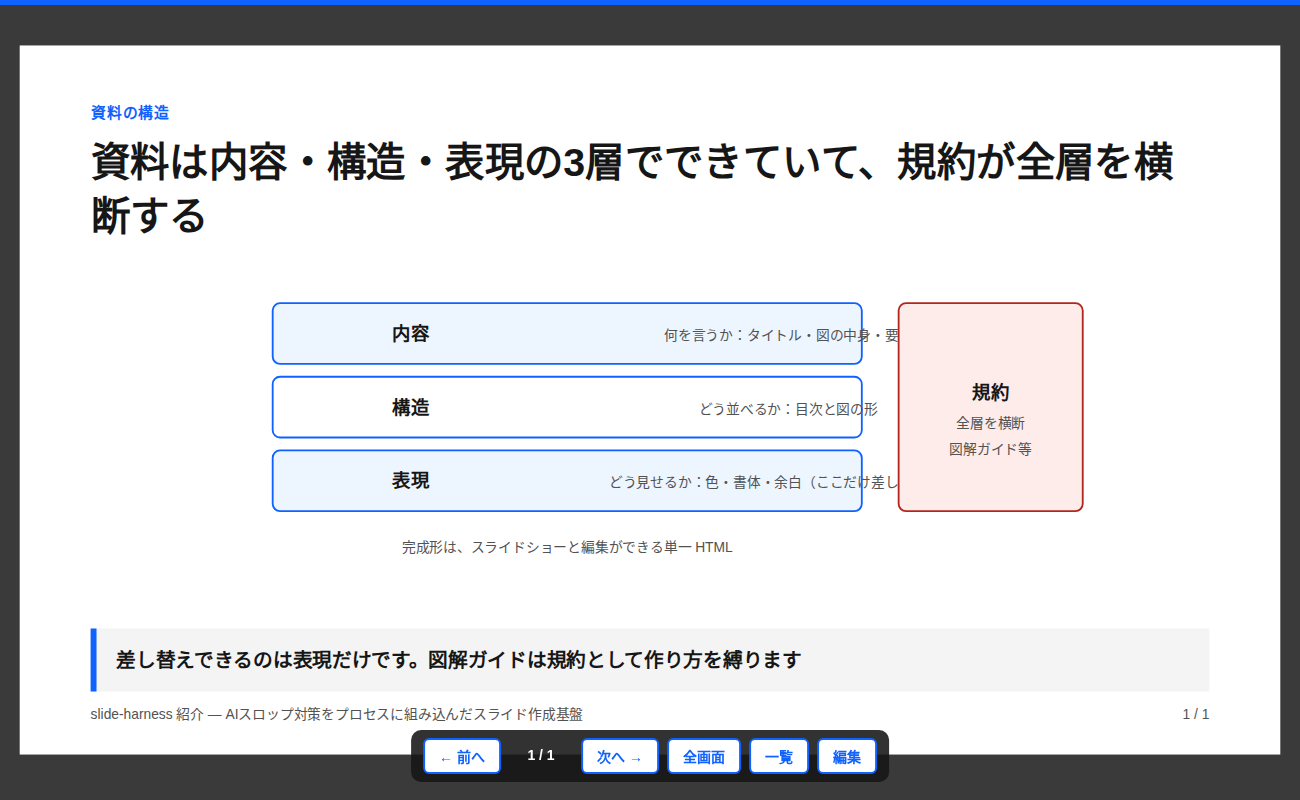 資料の構造
資料は内容・構造・表現の3層でできていて、規約が全層を横
断する
内容
何を言うか：タイトル・図の中身・要
構造
どう並べるか：目次と図の形
表現
どう見せるか：色・書体・余白（ここだけ差し
規約
全層を横断
図解ガイド等
完成形は、スライドショーと編集ができる単一 HTML
差し替えできるのは表現だけです。図解ガイドは規約として作り方を縛ります
slide-harness 紹介 — AIスロップ対策をプロセスに組み込んだスライド作成基盤
1 / 1
← 前へ
1 / 1
次へ →
全画面
一覧
編集